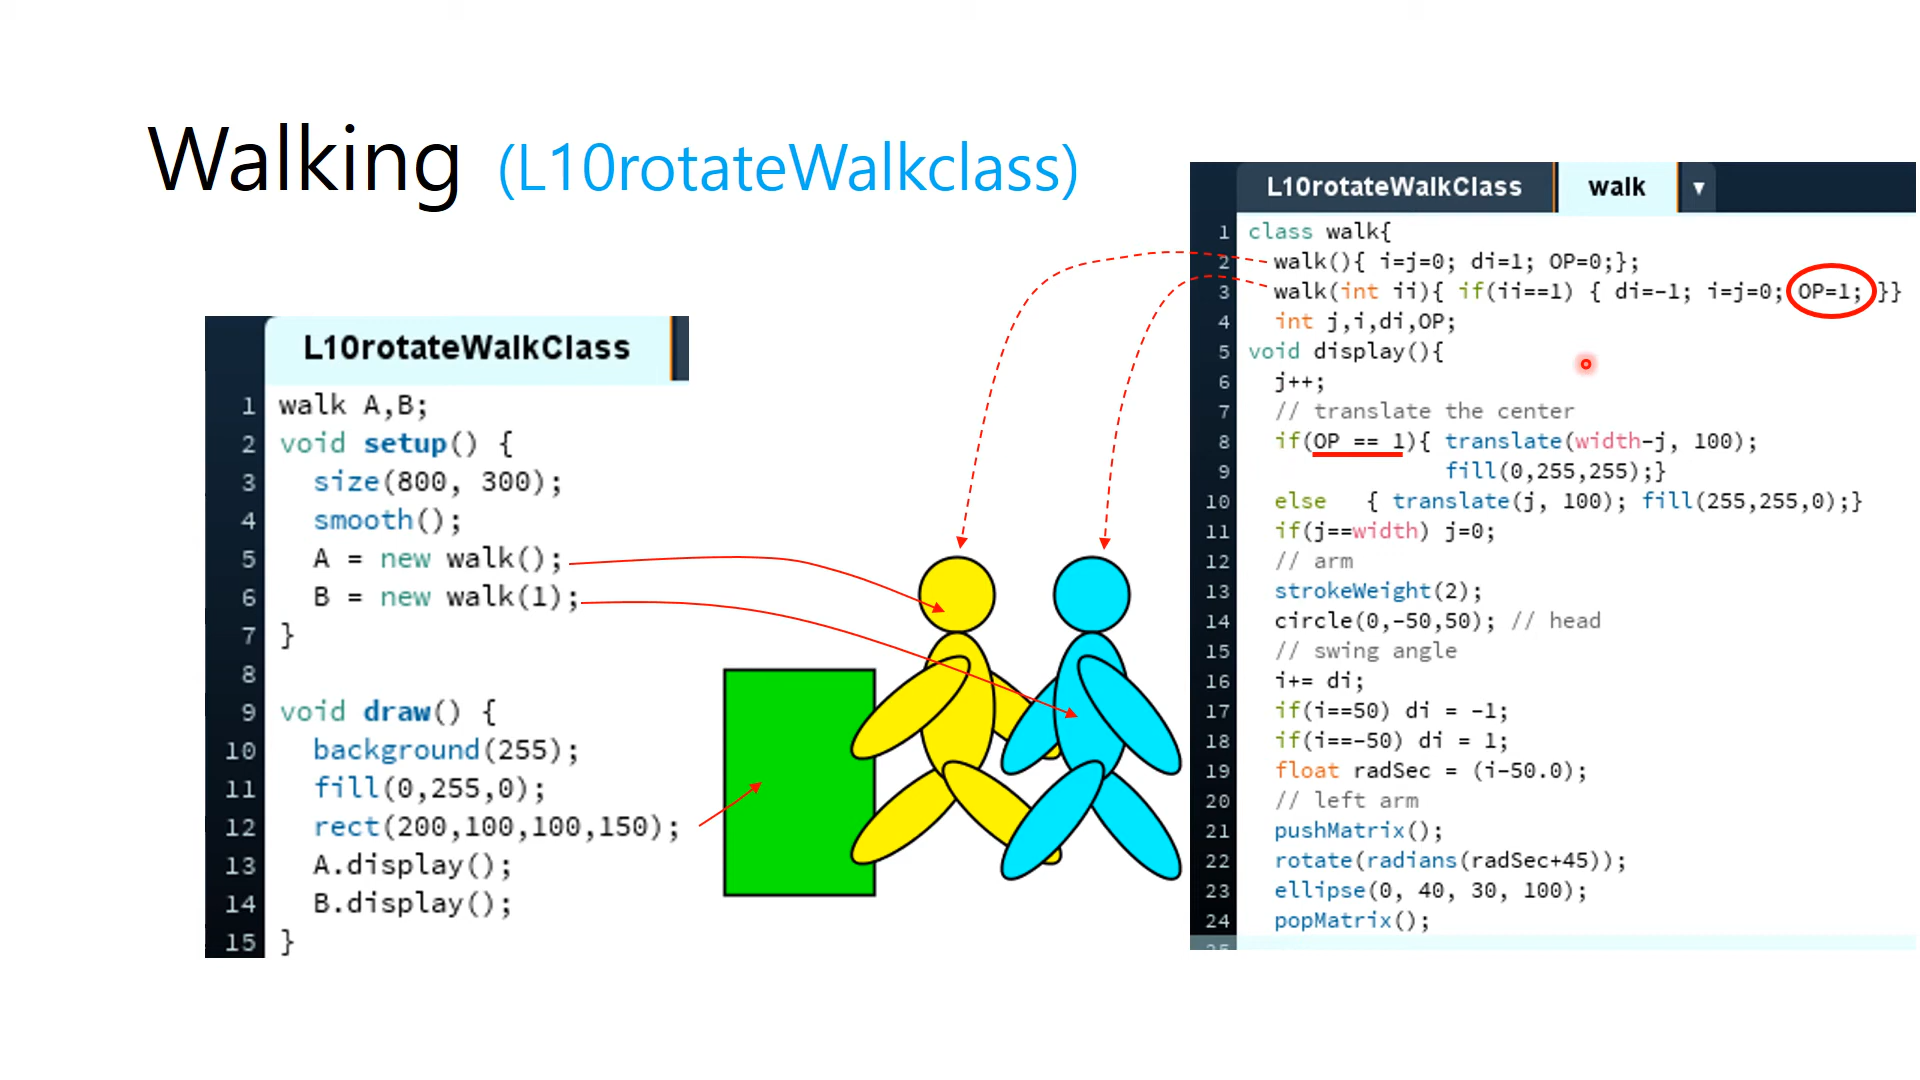 Walking (L10rotateWalkclass)
L10rotateWalkClass
1 walk A,B;
2 void setup() {
3 size(800, 300);
4 smooth();
5 A = new walk();
6 B = new walk(1);
7 }
8
9 void draw() {
10 background(255);
11 fill(0,255,0);
12 rect(200,100,100,150);
13 A.display();
14 B.display();
15 }
L10rotateWalkClass walk ▼
1 class walk{
2 walk(){ i=j=0; di=1; OP=0;};
3 walk(int ii){ if(ii==1) { di=-1; i=j=0; OP=1; }}
4 int j,i,di,OP;
5 void display(){
6 j++;
7 // translate the center
8 if(OP == 1){ translate(width-j, 100);
9 fill(0,255,255);}
10 else { translate(j, 100); fill(255,255,0);}
11 if(j==width) j=0;
12 // arm
13 strokeWeight(2);
14 circle(0,-50,50); // head
15 // swing angle
16 i+= di;
17 if(i==50) di = -1;
18 if(i==-50) di = 1;
19 float radSec = (i-50.0);
20 // left arm
21 pushMatrix();
22 rotate(radians(radSec+45));
23 ellipse(0, 40, 30, 100);
24 popMatrix();